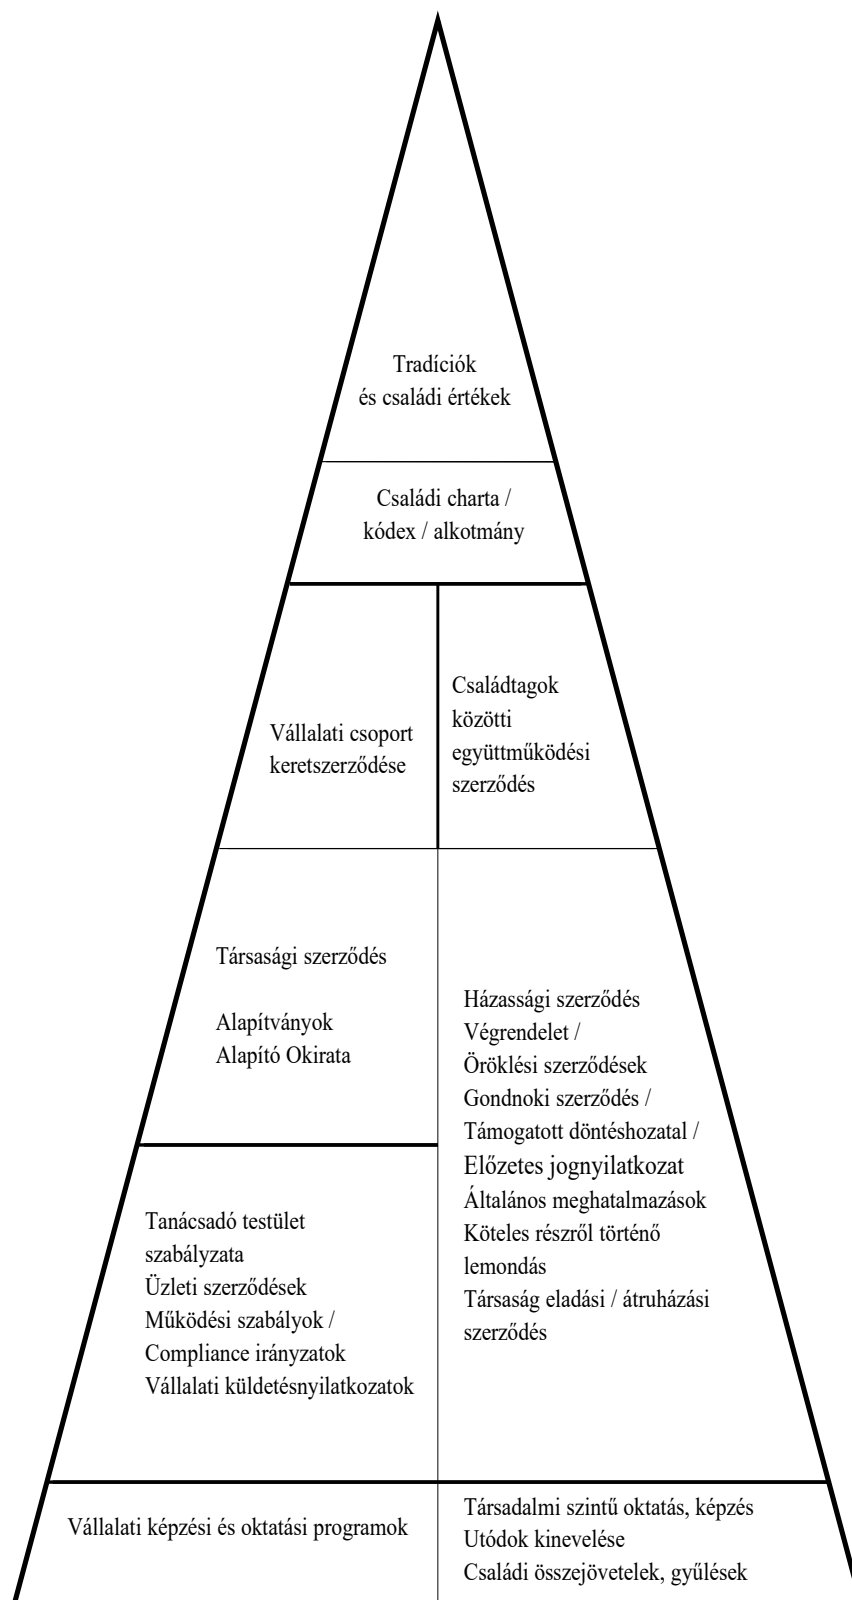 Tradíciók
és családi értékek
Családi charta /
kódex / alkotmány
Vállalati csoport
keretszerződése
Családtagok
közötti
együttműködési
szerződés
Társasági szerződés
Alapítványok
Alapító Okirata
Tanácsadó testület
szabályzata
Üzleti szerződések
Működési szabályok /
Compliance irányzatok
Vállalati küldetésnyilatkozatok
Házassági szerződés
Végrendelet /
Öröklési szerződések
Gondnoki szerződés /
Támogatott döntéshozatal /
Előzetes jognyilatkozat
Általános meghatalmazások
Köteles részről történő
lemondás
Társaság eladási / átruházási
szerződés
Vállalati képzési és oktatási programok
Társadalmi szintű oktatás, képzés
Utódok kinevelése
Családi összejövetelek, gyűlések